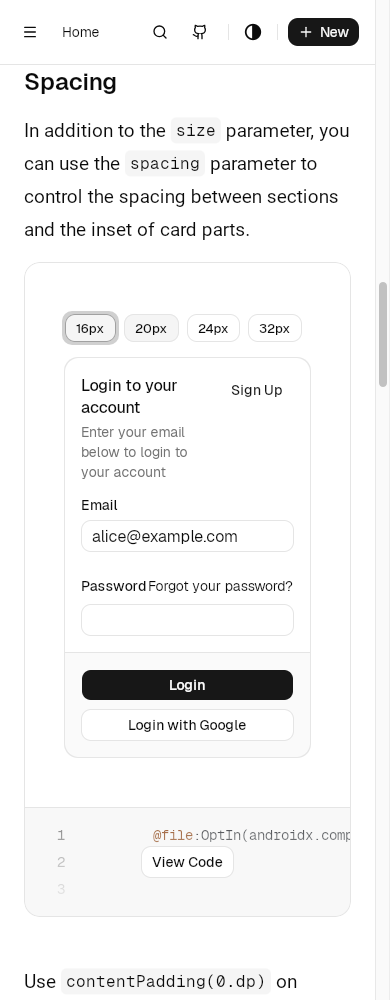 Home
New
Spacing
In addition to the size parameter, you
can use the spacing parameter to
control the spacing between sections
and the inset of card parts.
16px 20px 24px 32px
Login to your
account
Sign Up
Enter your email
below to login to
your account
Email
alice@example.com
Password Forgot your password?
Login
Login with Google
1 @file:OptIn(androidx.comp
2
View Code
3
Use contentPadding(0.dp) on